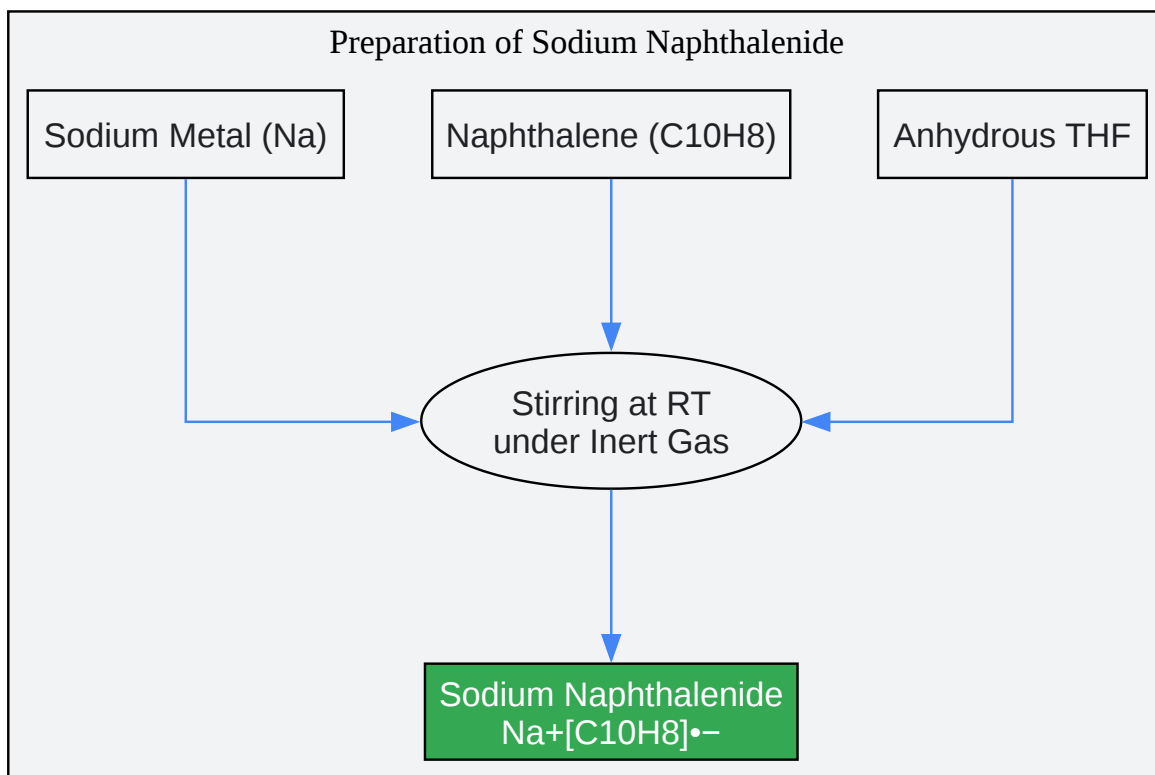 Preparation of Sodium Naphthalenide
Sodium Metal (Na)
Naphthalene (C10H8)
Anhydrous THF
Stirring at RT
under Inert Gas
Sodium Naphthalenide
Na+[C10H8]•−